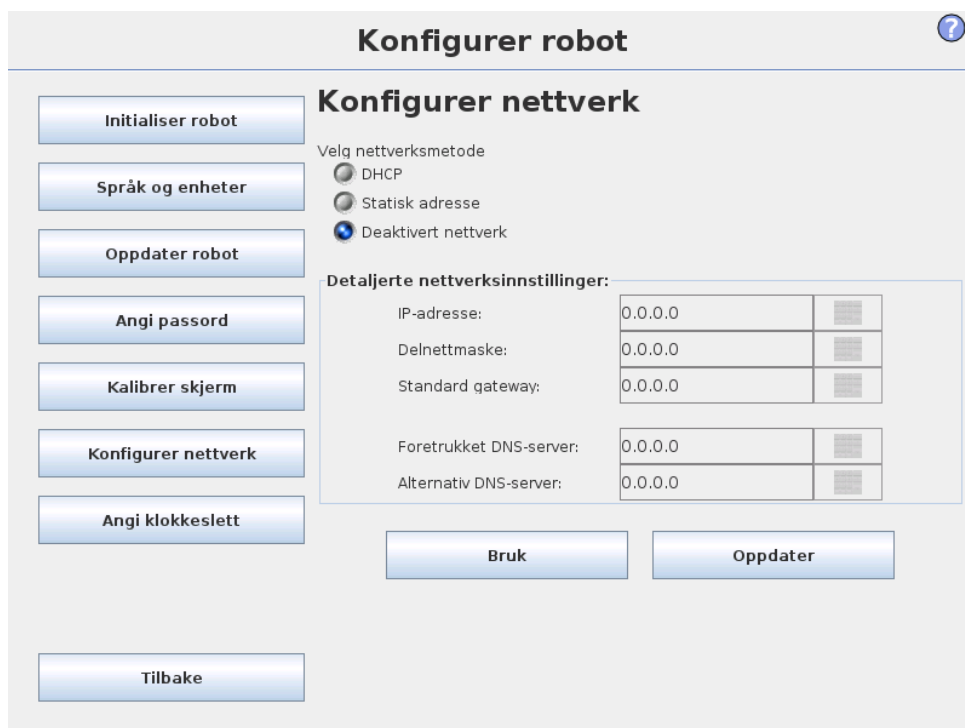 Konfigurer robot
?
Initialiser robot
Språk og enheter
Oppdater robot
Angi passord
Kalibrer skjerm
Konfigurer nettverk
Angi klokkeslett
Tilbake
Konfigurer nettverk
Velg nettverksmetode
DHCP
Statisk adresse
Deaktivert nettverk
Detaljerte nettverksinnstillinger:
IP-adresse: 0.0.0.0
Delnettmaske: 0.0.0.0
Standard gateway: 0.0.0.0
Foretrukket DNS-server: 0.0.0.0
Alternativ DNS-server: 0.0.0.0
Bruk Oppdater